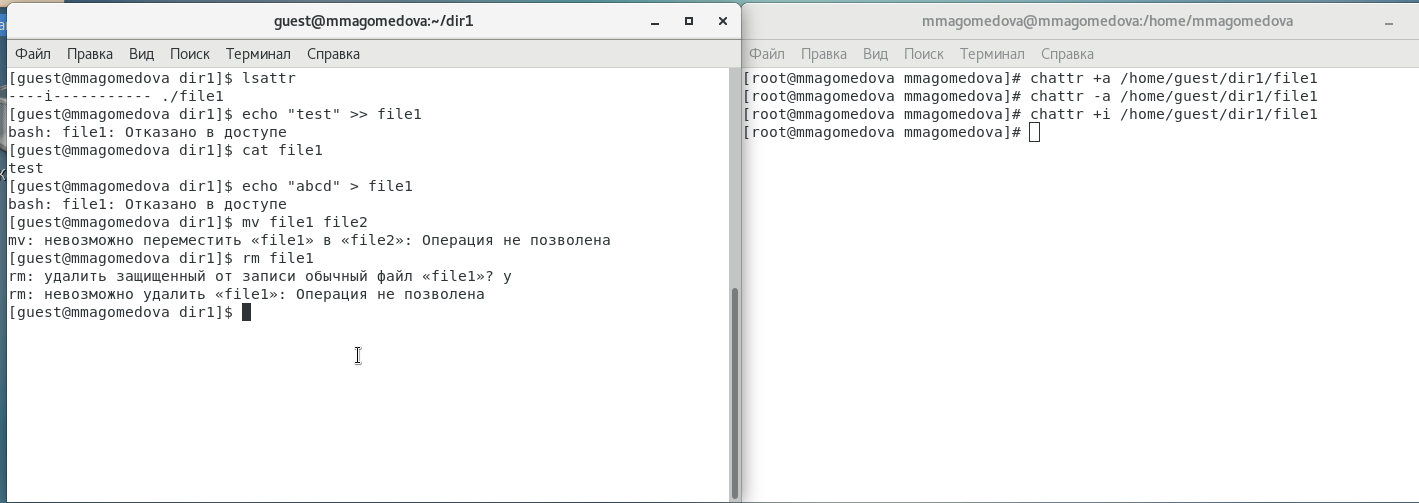 guest@mmagomedova:~/dir1
Файл Правка Вид Поиск Терминал Справка
[guest@mmagomedova dir1]$ lsattr
----i----------- ./file1
[guest@mmagomedova dir1]$ echo "test" >> file1
bash: file1: Отказано в доступе
[guest@mmagomedova dir1]$ cat file1
test
[guest@mmagomedova dir1]$ echo "abcd" > file1
bash: file1: Отказано в доступе
[guest@mmagomedova dir1]$ mv file1 file2
mv: невозможно переместить «file1» в «file2»: Операция не позволена
[guest@mmagomedova dir1]$ rm file1
rm: удалить защищенный от записи обычный файл «file1»? y
rm: невозможно удалить «file1»: Операция не позволена
[guest@mmagomedova dir1]$
mmagomedova@mmagomedova:/home/mmagomedova
Файл Правка Вид Поиск Терминал Справка
[root@mmagomedova mmagomedova]# chattr +a /home/guest/dir1/file1
[root@mmagomedova mmagomedova]# chattr -a /home/guest/dir1/file1
[root@mmagomedova mmagomedova]# chattr +i /home/guest/dir1/file1
[root@mmagomedova mmagomedova]#